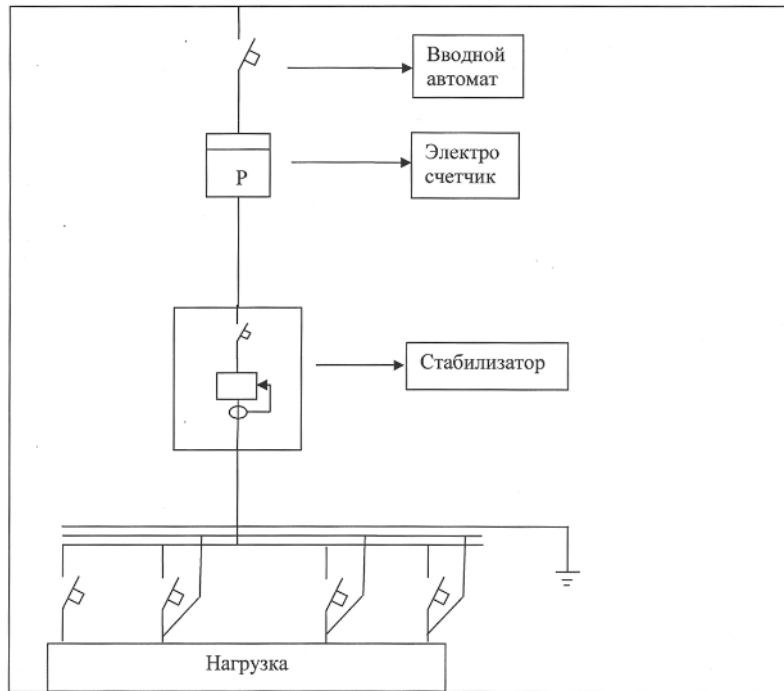 Вводной
автомат
Электро
счетчик
P
Стабилизатор
Нагрузка